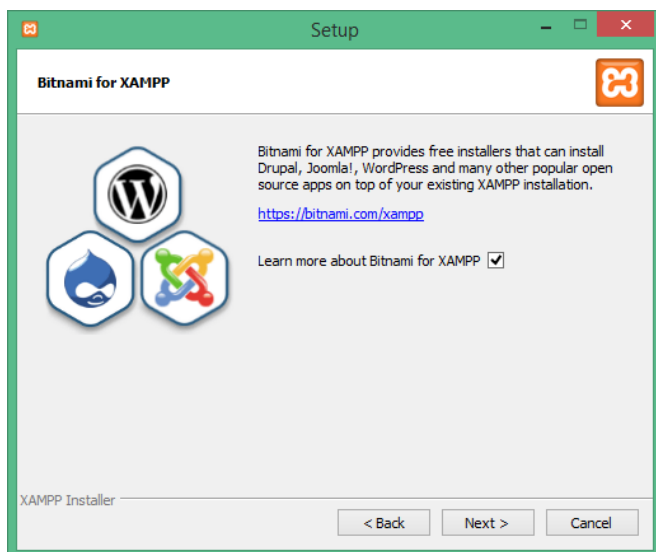 Setup
Bitnami for XAMPP
Bitnami for XAMPP provides free installers that can install
Drupal, Joomla!, WordPress and many other popular open
source apps on top of your existing XAMPP installation.
https://bitnami.com/xampp
Learn more about Bitnami for XAMPP
XAMPP Installer
< Back Next > Cancel